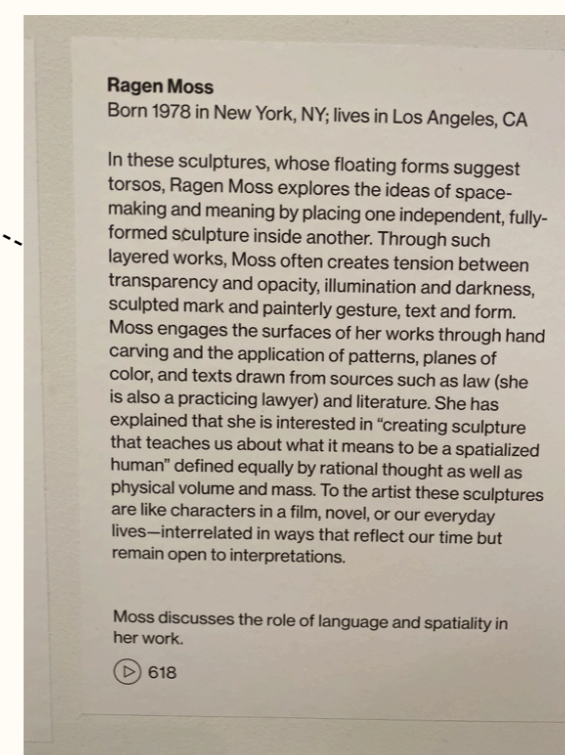 Ragen Moss
Born 1978 in New York, NY; lives in Los Angeles, CA
In these sculptures, whose floating forms suggest
torsos, Ragen Moss explores the ideas of space-
making and meaning by placing one independent, fully-
formed sculpture inside another. Through such
layered works, Moss often creates tension between
transparency and opacity, illumination and darkness,
sculpted mark and painterly gesture, text and form.
Moss engages the surfaces of her works through hand
carving and the application of patterns, planes of
color, and texts drawn from sources such as law (she
is also a practicing lawyer) and literature. She has
explained that she is interested in “creating sculpture
that teaches us about what it means to be a spatialized
human” defined equally by rational thought as well as
physical volume and mass. To the artist these sculptures
are like characters in a film, novel, or our everyday
lives—interrelated in ways that reflect our time but
remain open to interpretations.
Moss discusses the role of language and spatiality in
her work.
618